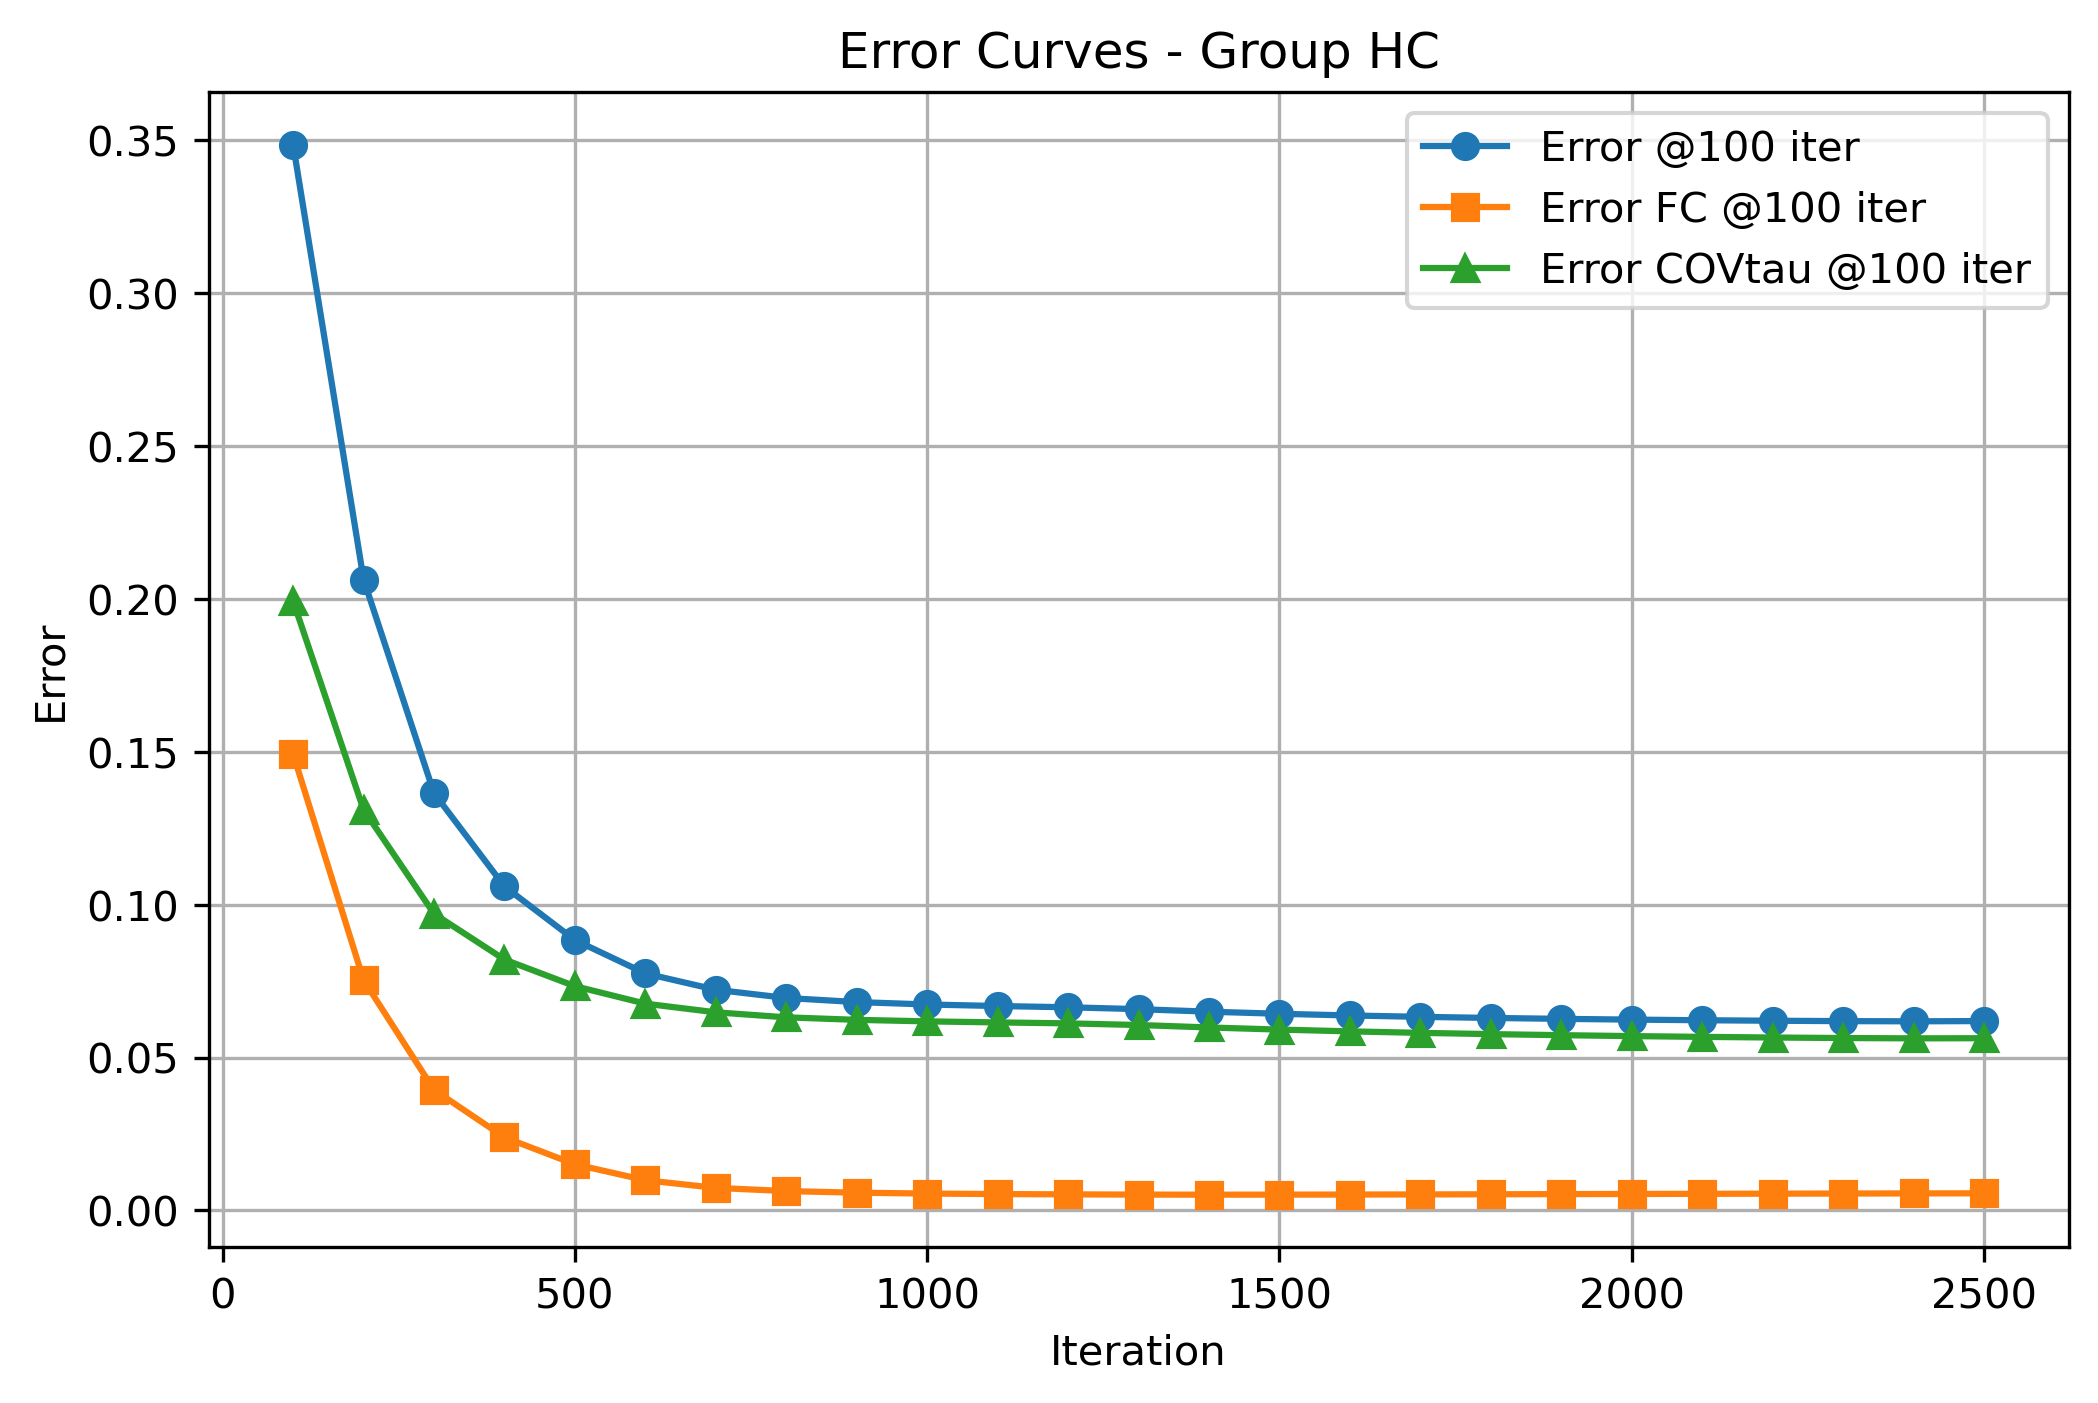 Error Curves - Group HC
Error @100 iter
Error FC @100 iter
Error COVtau @100 iter
Error
0.35
0.30
0.25
0.20
0.15
0.10
0.05
0.00
0 500 1000 1500 2000 2500
Iteration